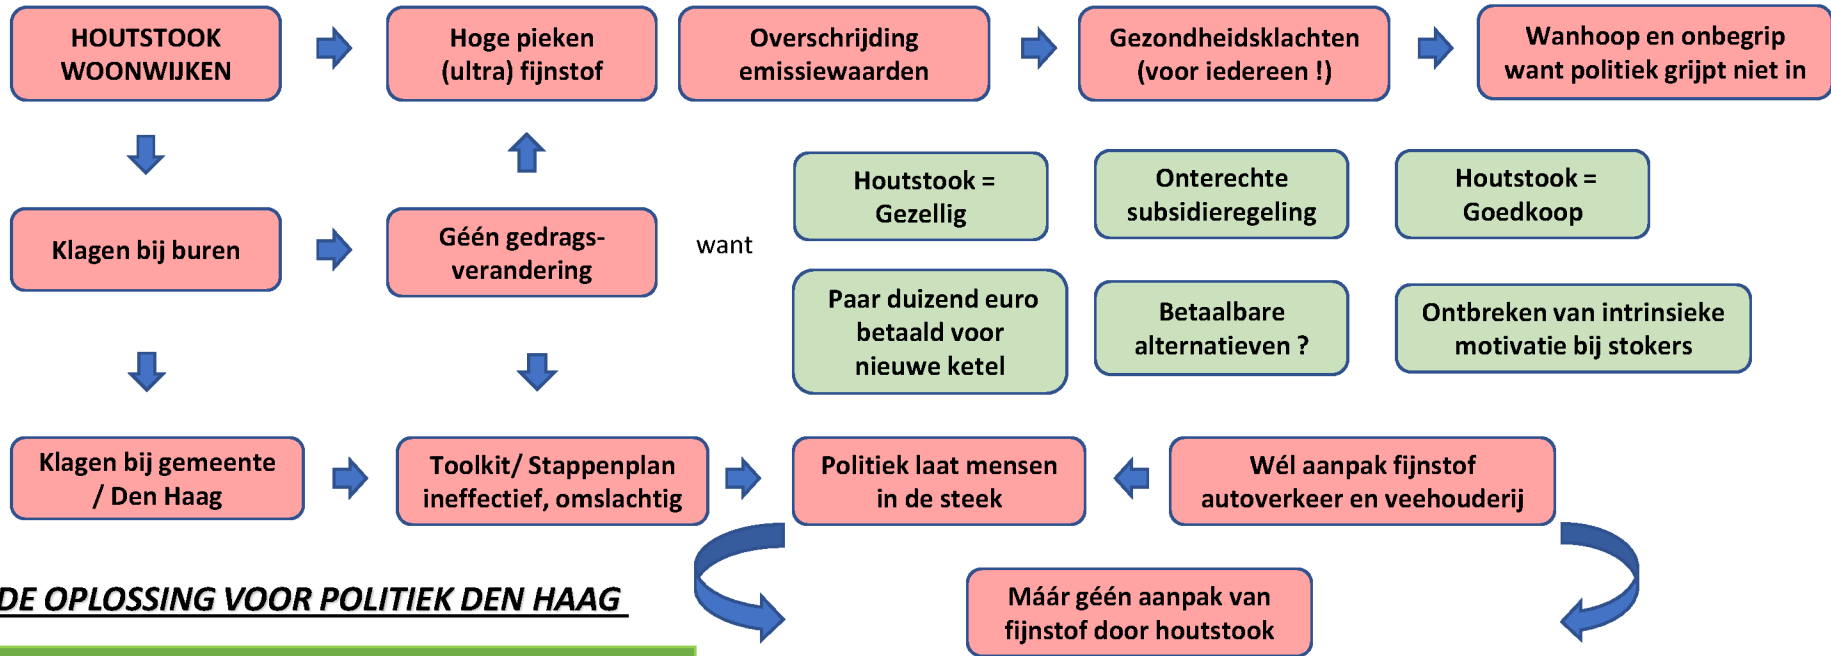 HOUTSTOOK
WOONWIJKEN
Hoge pieken
(ultra) fijnstof
Overschrijding
emissiewaarden
Gezondheidsklachten
(voor iedereen !)
Wanhoop en onbegrip
want politiek grijpt niet in
Klagen bij buren
Géén gedrags-
verandering
want
Houtstook =
Gezellig
Onterechte
subsidieregeling
Houtstook =
Goedkoop
Paar duizend euro
betaald voor
nieuwe ketel
Betaalbare
alternatieven ?
Ontbreken van intrinsieke
motivatie bij stokers
Klagen bij gemeente
/ Den Haag
Toolkit/ Stappenplan
ineffectief, omslachtig
Politiek laat mensen
in de steek
Wél aanpak fijnstof
autoverkeer en veehouderij
Máár géén aanpak van
fijnstof door houtstook
DE OPLOSSING VOOR POLITIEK DEN HAAG